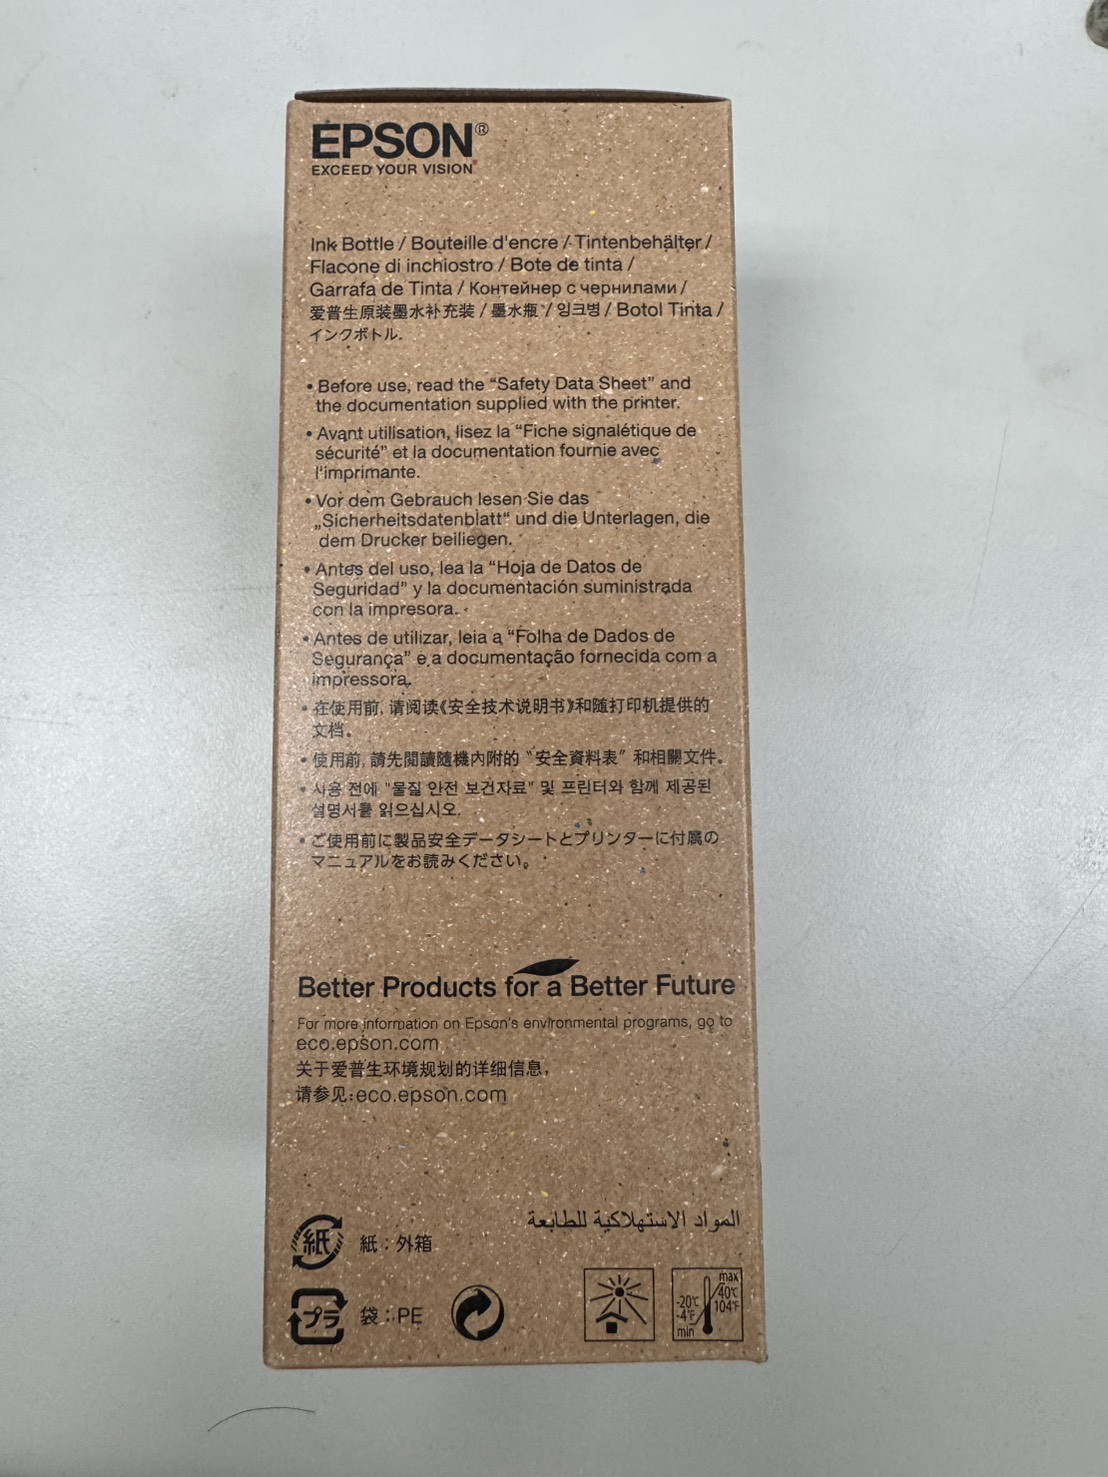 EPSON®
EXCEED YOUR VISION
Ink Bottle / Bouteille d'encre / Tintenbehälter /
Flacone di inchiostro / Bote de tinta /
Garrafa de Tinta / Контейнер с чернилами /
爱普生原装墨水补充装 / 墨水瓶 / 잉크병 / Botol Tinta /
インクボトル.
• Before use, read the “Safety Data Sheet” and
the documentation supplied with the printer.
• Avant utilisation, lisez la “Fiche signalétique de
sécurité” et la documentation fournie avec
l'imprimante.
• Vor dem Gebrauch lesen Sie das
„Sicherheitsdatenblatt“ und die Unterlagen, die
dem Drucker beiliegen.
• Antes del uso, lea la “Hoja de Datos de
Seguridad” y la documentación suministrada
con la impresora.
• Antes de utilizar, leia a “Folha de Dados de
Segurança” e a documentação fornecida com a
impressora.
• 在使用前, 请阅读《安全技术说明书》和随打印机提供的
文档。
• 使用前, 請先閱讀隨機內附的 “安全資料表” 和相關文件。
• 사용 전에 "물질 안전 보건자료" 및 프린터와 함께 제공된
설명서를 읽으십시오.
• ご使用前に製品安全データシートとプリンターに付属の
マニュアルをお読みください。
Better Products for a Better Future
For more information on Epson's environmental programs, go to
eco.epson.com
关于爱普生环境规划的详细信息,
请参见:eco.epson.com
المواد الاستهلاكية للطابعة
紙 紙：外箱
プラ 袋：PE
max
40°C
104°F
-20°C
-4°F
min